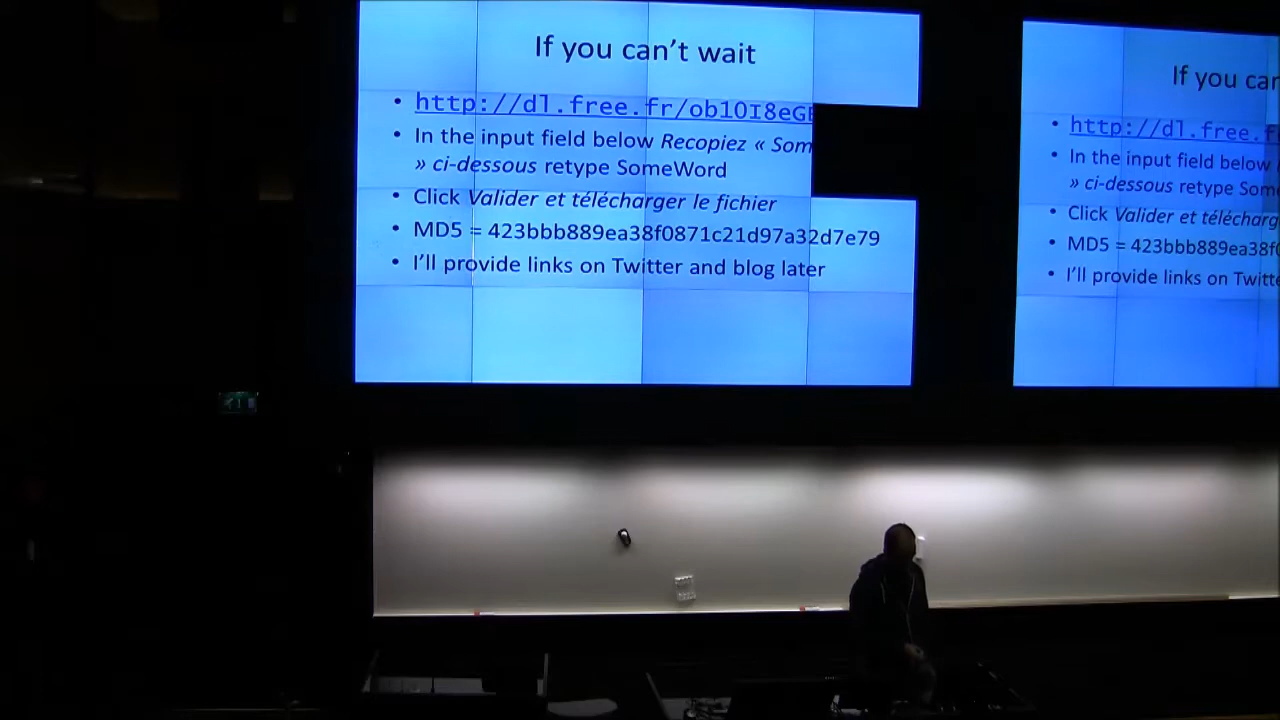 If you can't wait
• http://dl.free.fr/ob1OI8eG
• In the input field below Recopiez « Som
» ci-dessous retype SomeWord
• Click Valider et télécharger le fichier
• MD5 = 423bbb889ea38f0871c21d97a32d7e79
• I'll provide links on Twitter and blog later
If you car
• http://dl.free.f
• In the input field below
» ci-dessous retype Som
• Click Valider et télécharg
• MD5 = 423bbb889ea38f0
• I'll provide links on Twitt